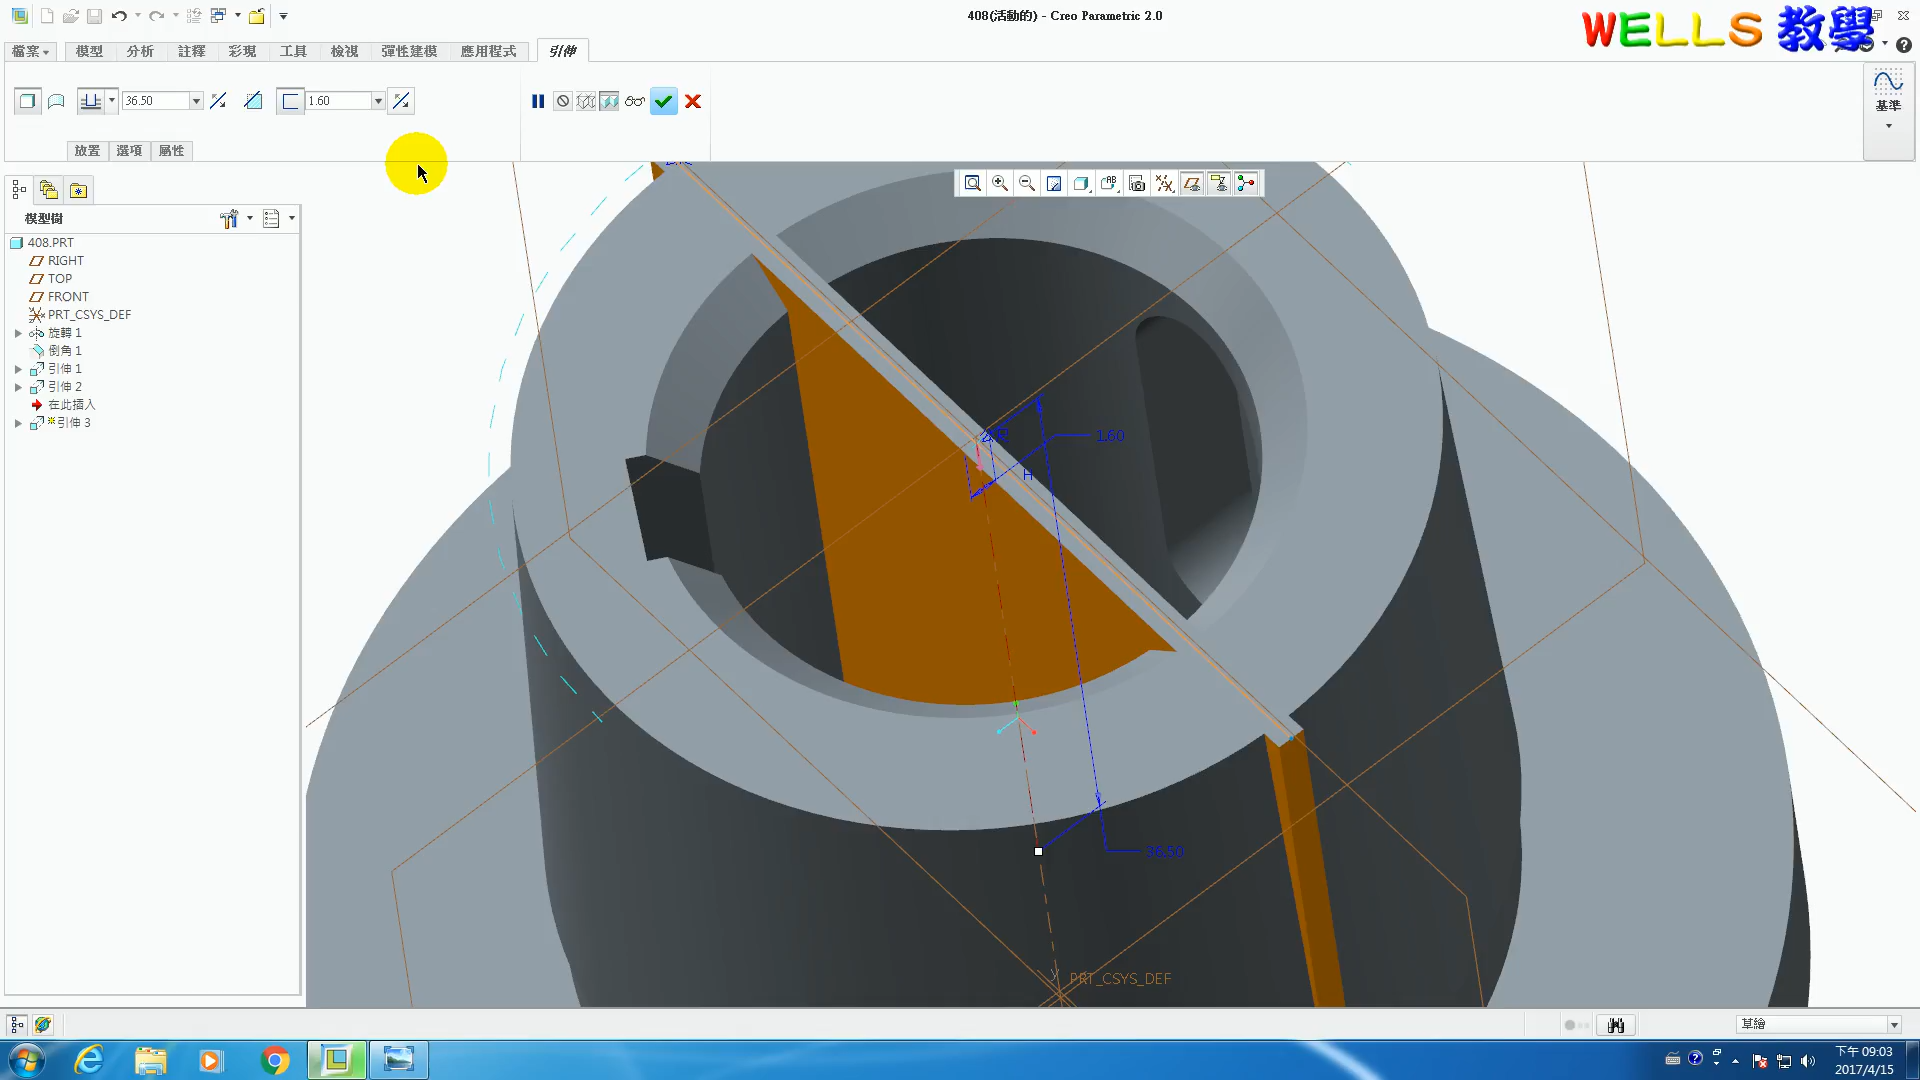 408(活動的) - Creo Parametric 2.0
WELLS 教學
檔案 模型 分析 註釋 彩現 工具 檢視 彈性建模 應用程式 引伸
36.50 1.60
基準
放置 選項 屬性
模型樹
408.PRT
RIGHT
TOP
FRONT
PRT_CSYS_DEF
旋轉 1
倒角 1
引伸 1
引伸 2
在此插入
引伸 3
1.60
H
36.50
y
PRT_CSYS_DEF
草繪
下午 09:03
2017/4/15